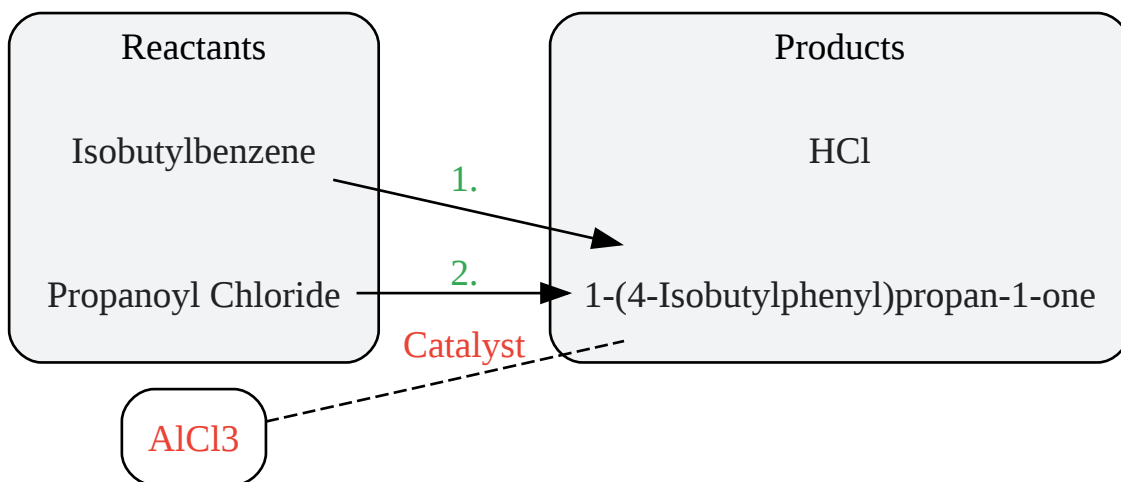 Reactants
Products
Isobutylbenzene
HCl
1.
Propanoyl Chloride
2.
1-(4-Isobutylphenyl)propan-1-one
Catalyst
AlCl3